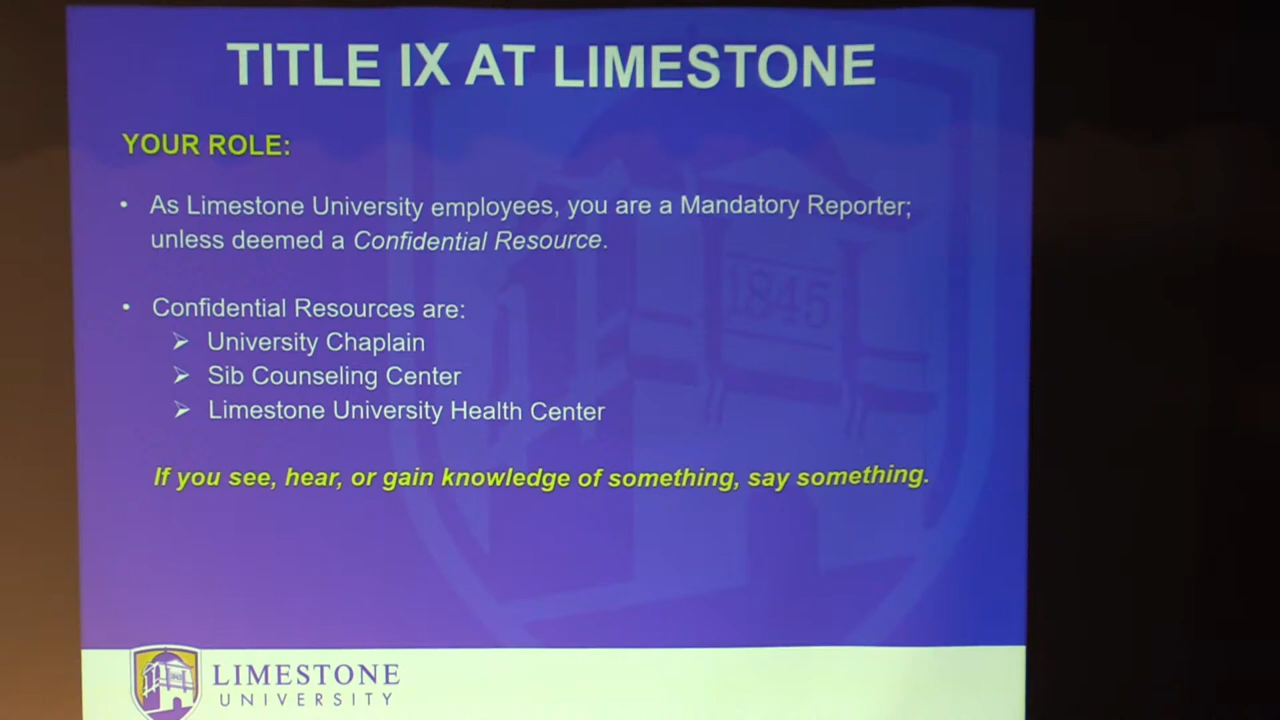 TITLE IX AT LIMESTONE
YOUR ROLE:
• As Limestone University employees, you are a Mandatory Reporter;
unless deemed a Confidential Resource.
• Confidential Resources are:
➢ University Chaplain
➢ Sib Counseling Center
➢ Limestone University Health Center
1845
If you see, hear, or gain knowledge of something, say something.
LIMESTONE
UNIVERSITY